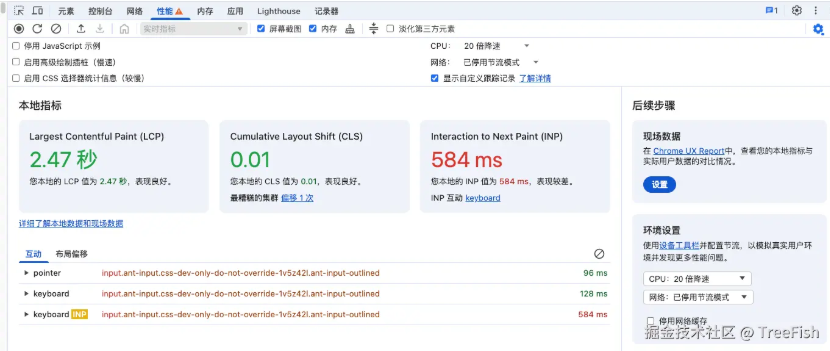 元素 控制台 网络 性能 内存 应用 Lighthouse 记录器 1
实时指标 屏幕截图 内存 淡化第三方元素
停用 JavaScript 示例 CPU： 20 倍降速
启用高级绘制插桩（慢速） 网络： 已停用节流模式
启用 CSS 选择器统计信息（较慢） 显示自定义跟踪记录 了解详情
本地指标
Largest Contentful Paint (LCP)
2.47 秒
您本地的 LCP 值为 2.47 秒，表现良好。
Cumulative Layout Shift (CLS)
0.01
您本地的 CLS 值为 0.01，表现良好。
最糟糕的集群 偏移 1 次
Interaction to Next Paint (INP)
584 ms
您本地的 INP 值为 584 ms，表现较差。
INP 互动 keyboard
详细了解本地数据和现场数据
互动 布局偏移
pointer input.ant-input.css-dev-only-do-not-override-1v5z42l.ant-input-outlined 96 ms
keyboard input.ant-input.css-dev-only-do-not-override-1v5z42l.ant-input-outlined 128 ms
keyboard INP input.ant-input.css-dev-only-do-not-override-1v5z42l.ant-input-outlined 584 ms
后续步骤
现场数据
在 Chrome UX Report中，查看您的本地指标与
实际用户数据的对比情况。
设置
环境设置
使用设备工具栏并配置节流，以模拟真实用户环
境并发现更多性能问题。
CPU：20 倍降速
网络：已停用节流模式
停用网络缓存
掘金技术社区 @ TreeFish